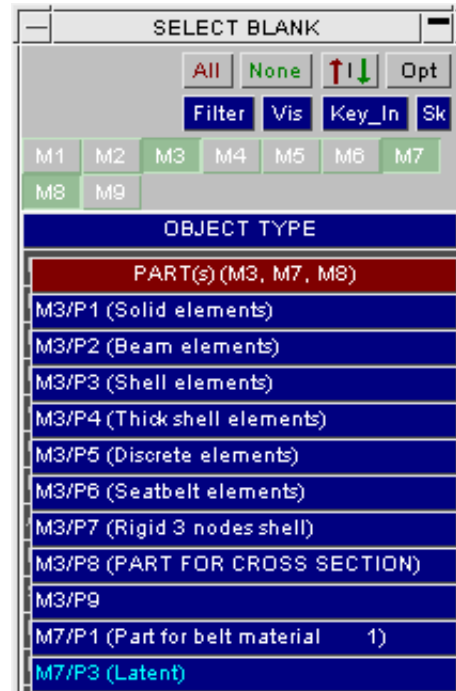 SELECT BLANK
All None ↑I↓ Opt
Filter Vis Key_In Sk
M1 M2 M3 M4 M5 M6 M7
M8 M9
OBJECT TYPE
PART(s) (M3, M7, M8)
M3/P1 (Solid elements)
M3/P2 (Beam elements)
M3/P3 (Shell elements)
M3/P4 (Thick shell elements)
M3/P5 (Discrete elements)
M3/P6 (Seatbelt elements)
M3/P7 (Rigid 3 nodes shell)
M3/P8 (PART FOR CROSS SECTION)
M3/P9
M7/P1 (Part for belt material 1)
M7/P3 (Latent)